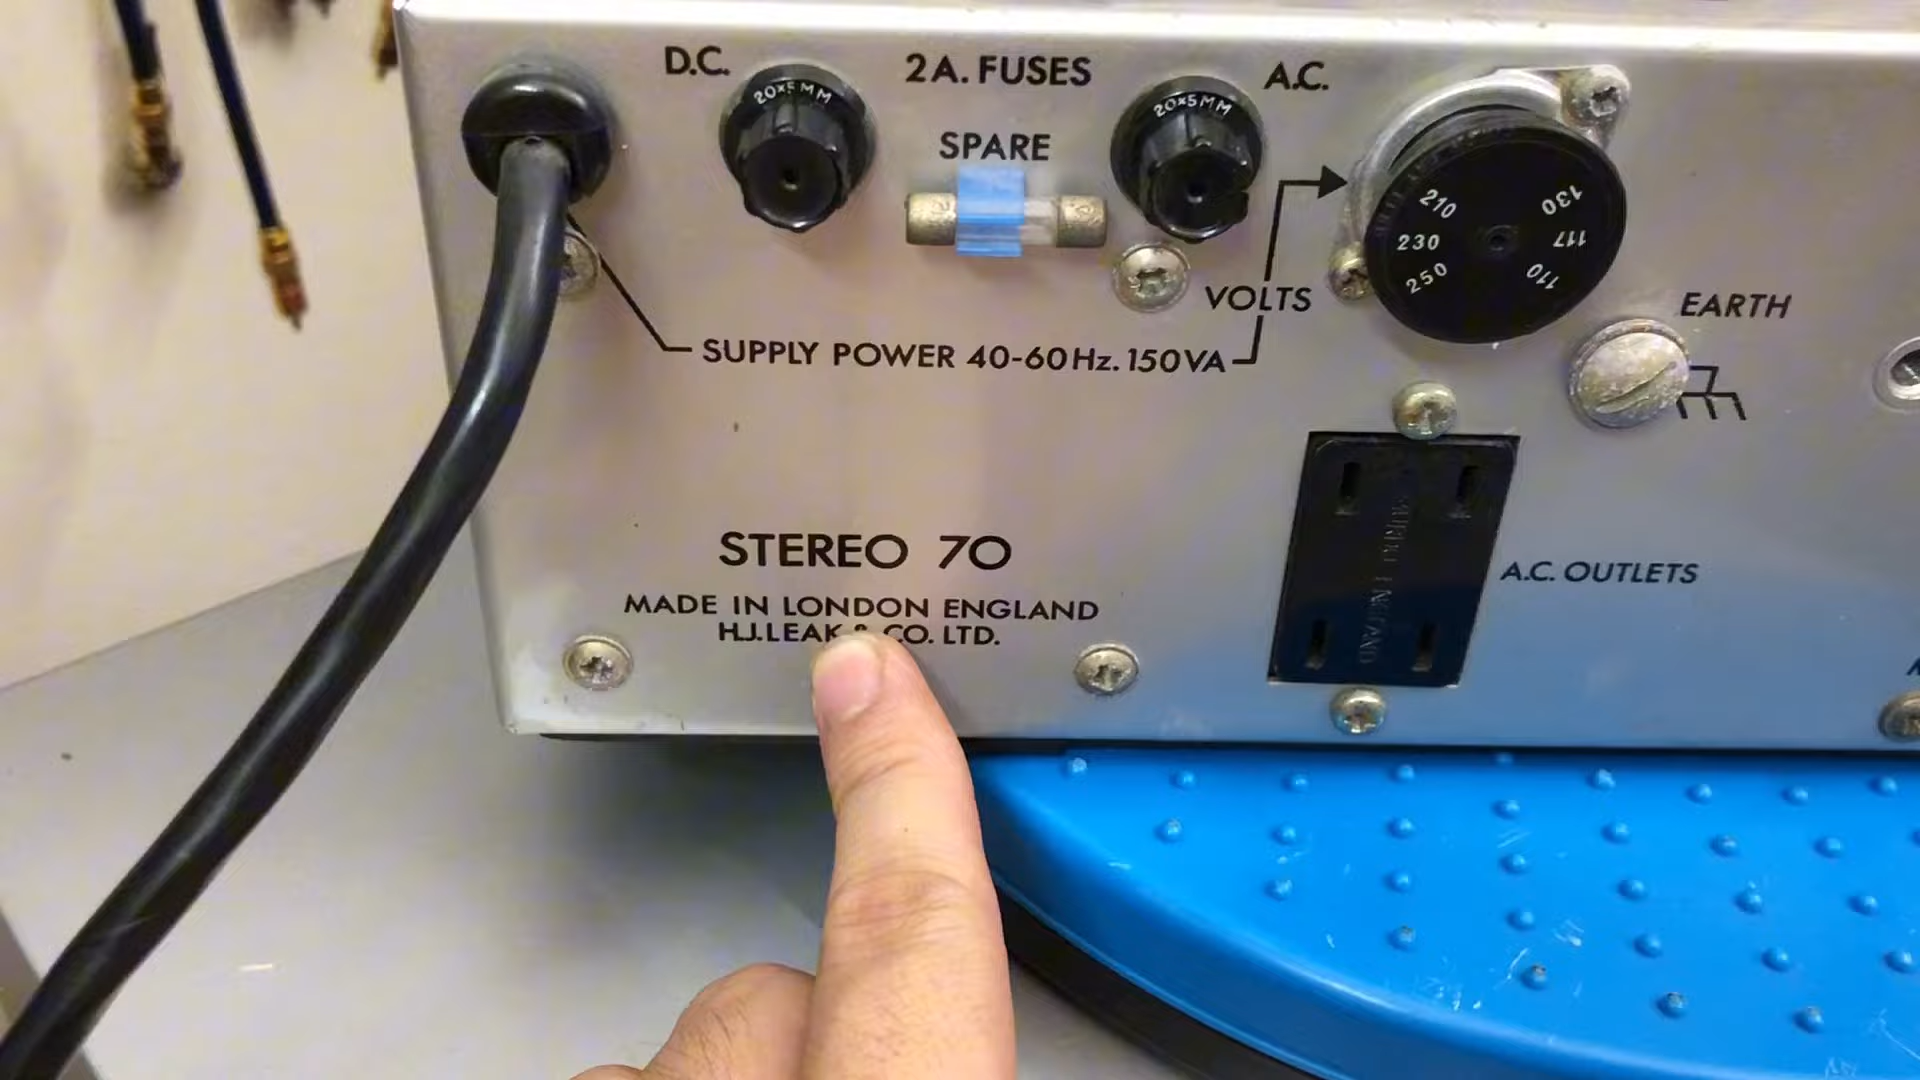 D.C.
2A. FUSES
A.C.
20×5MM
20×5MM
SPARE
210
230
250
130
117
110
VOLTS
EARTH
SUPPLY POWER 40-60Hz. 150VA
STEREO 70
A.C. OUTLETS
MADE IN LONDON ENGLAND
H.J.LEAK & CO. LTD.